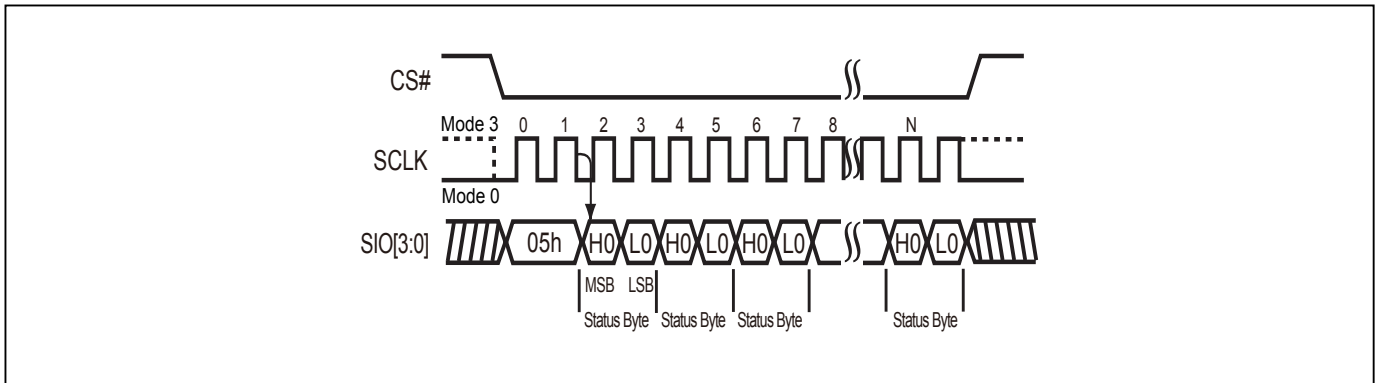 CS#
Mode 3 0 1 2 3 4 5 6 7 8 N
SCLK
Mode 0
SIO[3:0] 05h H0 L0 H0 L0 H0 L0 H0 L0
MSB LSB
Status Byte Status Byte Status Byte Status Byte